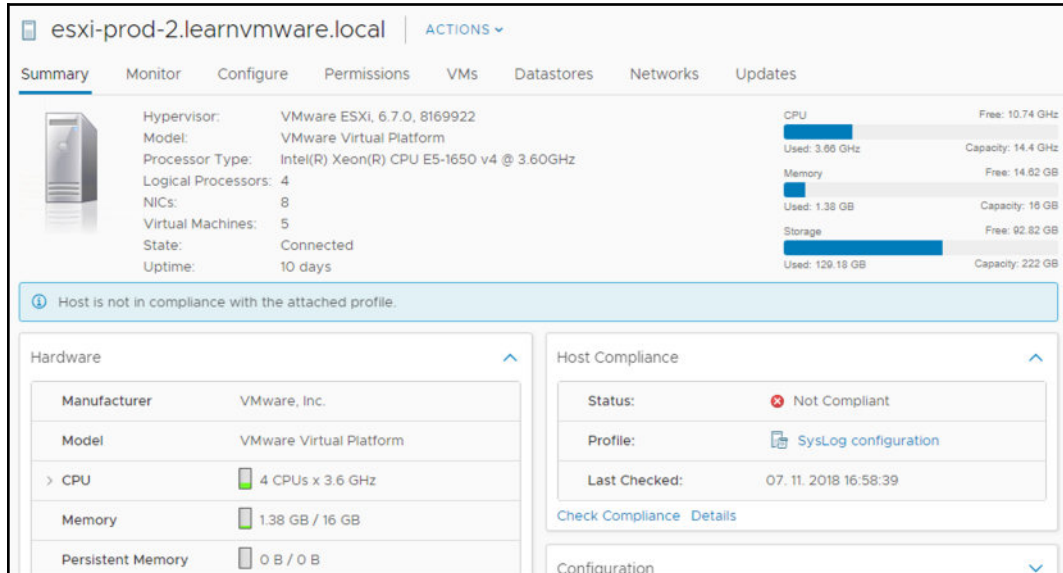 esxi-prod-2.learnvmware.local ACTIONS
Summary Monitor Configure Permissions VMs Datastores Networks Updates
Hypervisor: VMware ESXi, 6.7.0, 8169922
Model: VMware Virtual Platform
Processor Type: Intel(R) Xeon(R) CPU E5-1650 v4 @ 3.60GHz
Logical Processors: 4
NICs: 8
Virtual Machines: 5
State: Connected
Uptime: 10 days
CPU Free: 10.74 GHz
Used: 3.66 GHz Capacity: 14.4 GHz
Memory Free: 14.62 GB
Used: 1.38 GB Capacity: 16 GB
Storage Free: 92.82 GB
Used: 129.18 GB Capacity: 222 GB
Host is not in compliance with the attached profile.
Hardware
Manufacturer VMware, Inc.
Model VMware Virtual Platform
CPU 4 CPUs x 3.6 GHz
Memory 1.38 GB / 16 GB
Persistent Memory 0 B / 0 B
Host Compliance
Status: Not Compliant
Profile: SysLog configuration
Last Checked: 07. 11. 2018 16:58:39
Check Compliance Details
Configuration